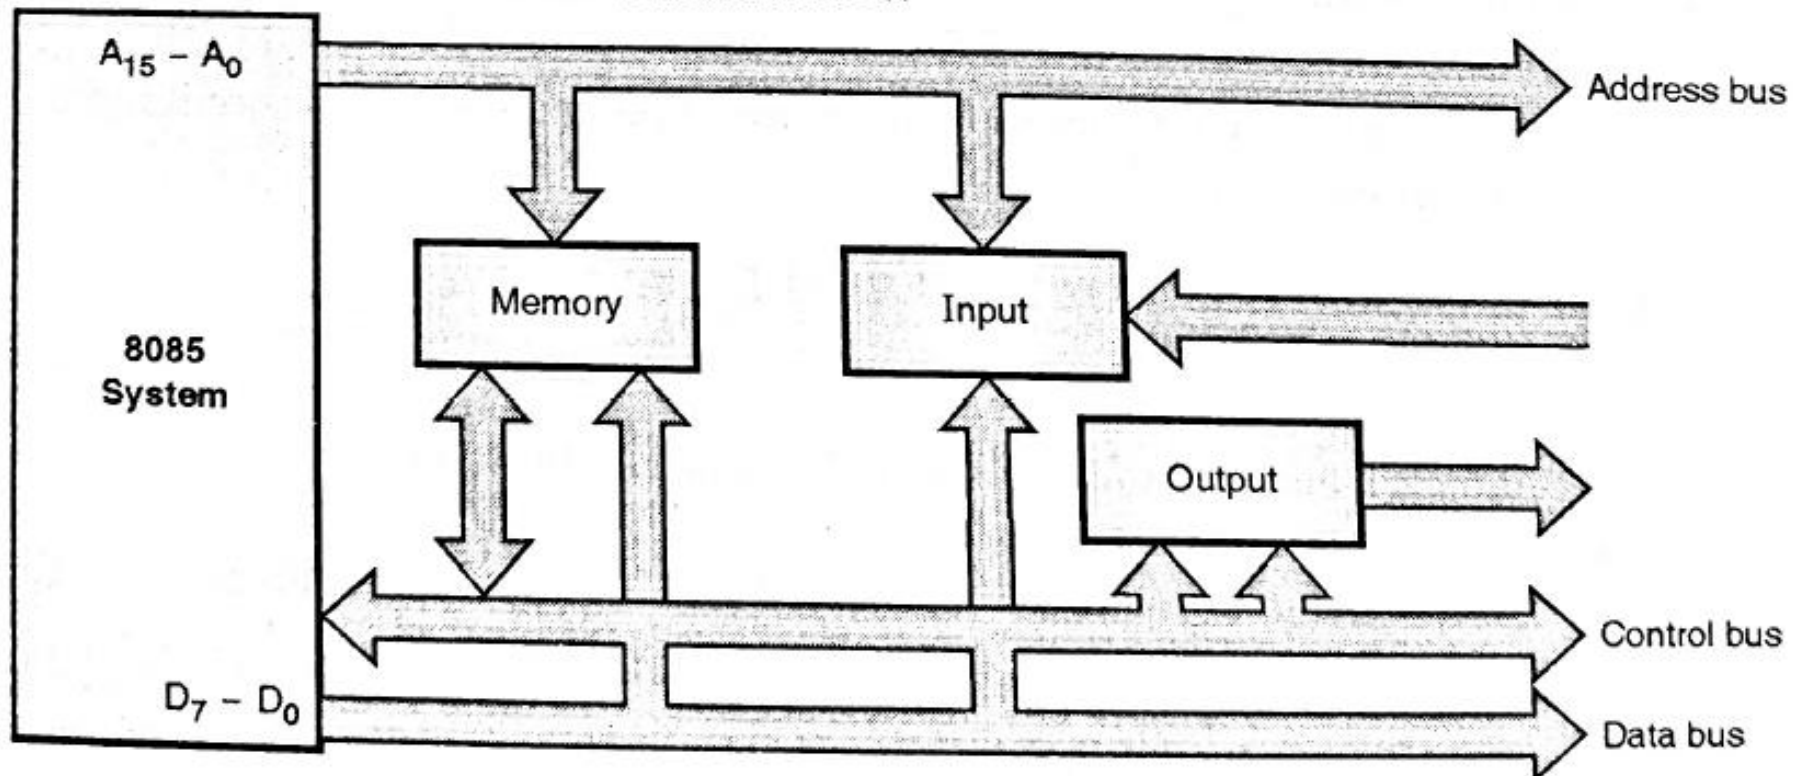 A₁₅ – A₀
Address bus
Memory
Input
8085
System
Output
Control bus
D₇ – D₀
Data bus